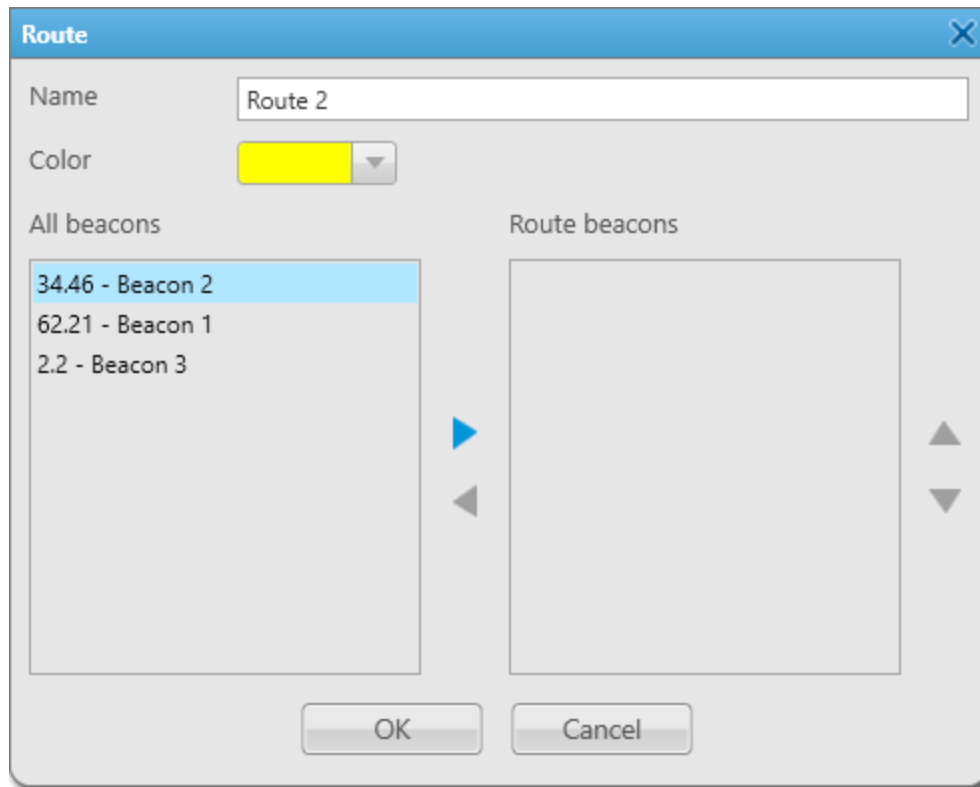 Route
Name
Route 2
Color
All beacons
Route beacons
34.46 - Beacon 2
62.21 - Beacon 1
2.2 - Beacon 3
OK
Cancel